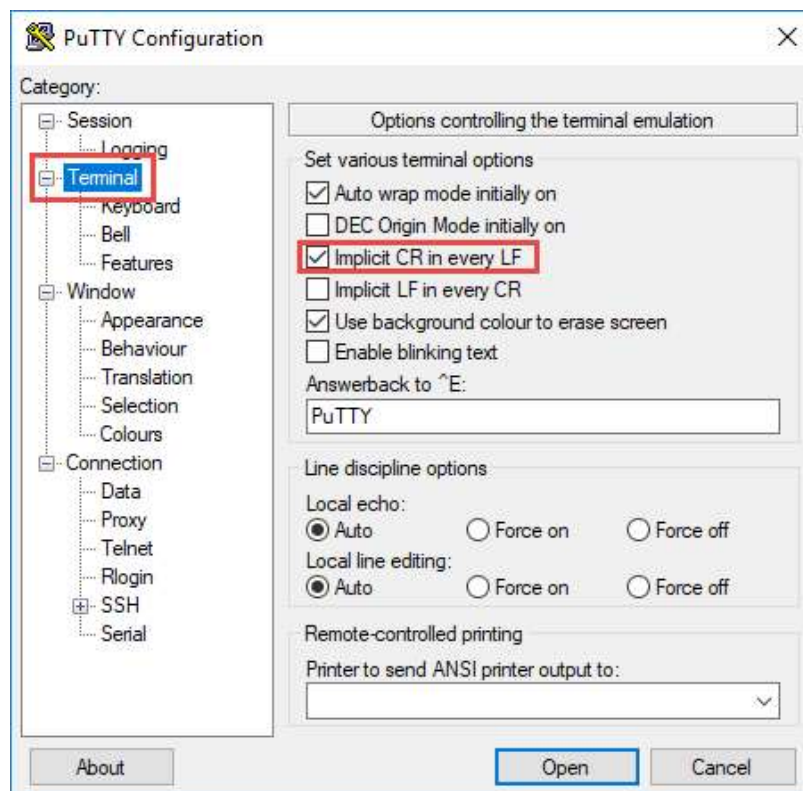 PuTTY Configuration
Category:
Session
Logging
Terminal
Keyboard
Bell
Features
Window
Appearance
Behaviour
Translation
Selection
Colours
Connection
Data
Proxy
Telnet
Rlogin
SSH
Serial
Options controlling the terminal emulation
Set various terminal options
Auto wrap mode initially on
DEC Origin Mode initially on
Implicit CR in every LF
Implicit LF in every CR
Use background colour to erase screen
Enable blinking text
Answerback to ^E:
PuTTY
Line discipline options
Local echo:
Auto Force on Force off
Local line editing:
Auto Force on Force off
Remote-controlled printing
Printer to send ANSI printer output to:
About Open Cancel